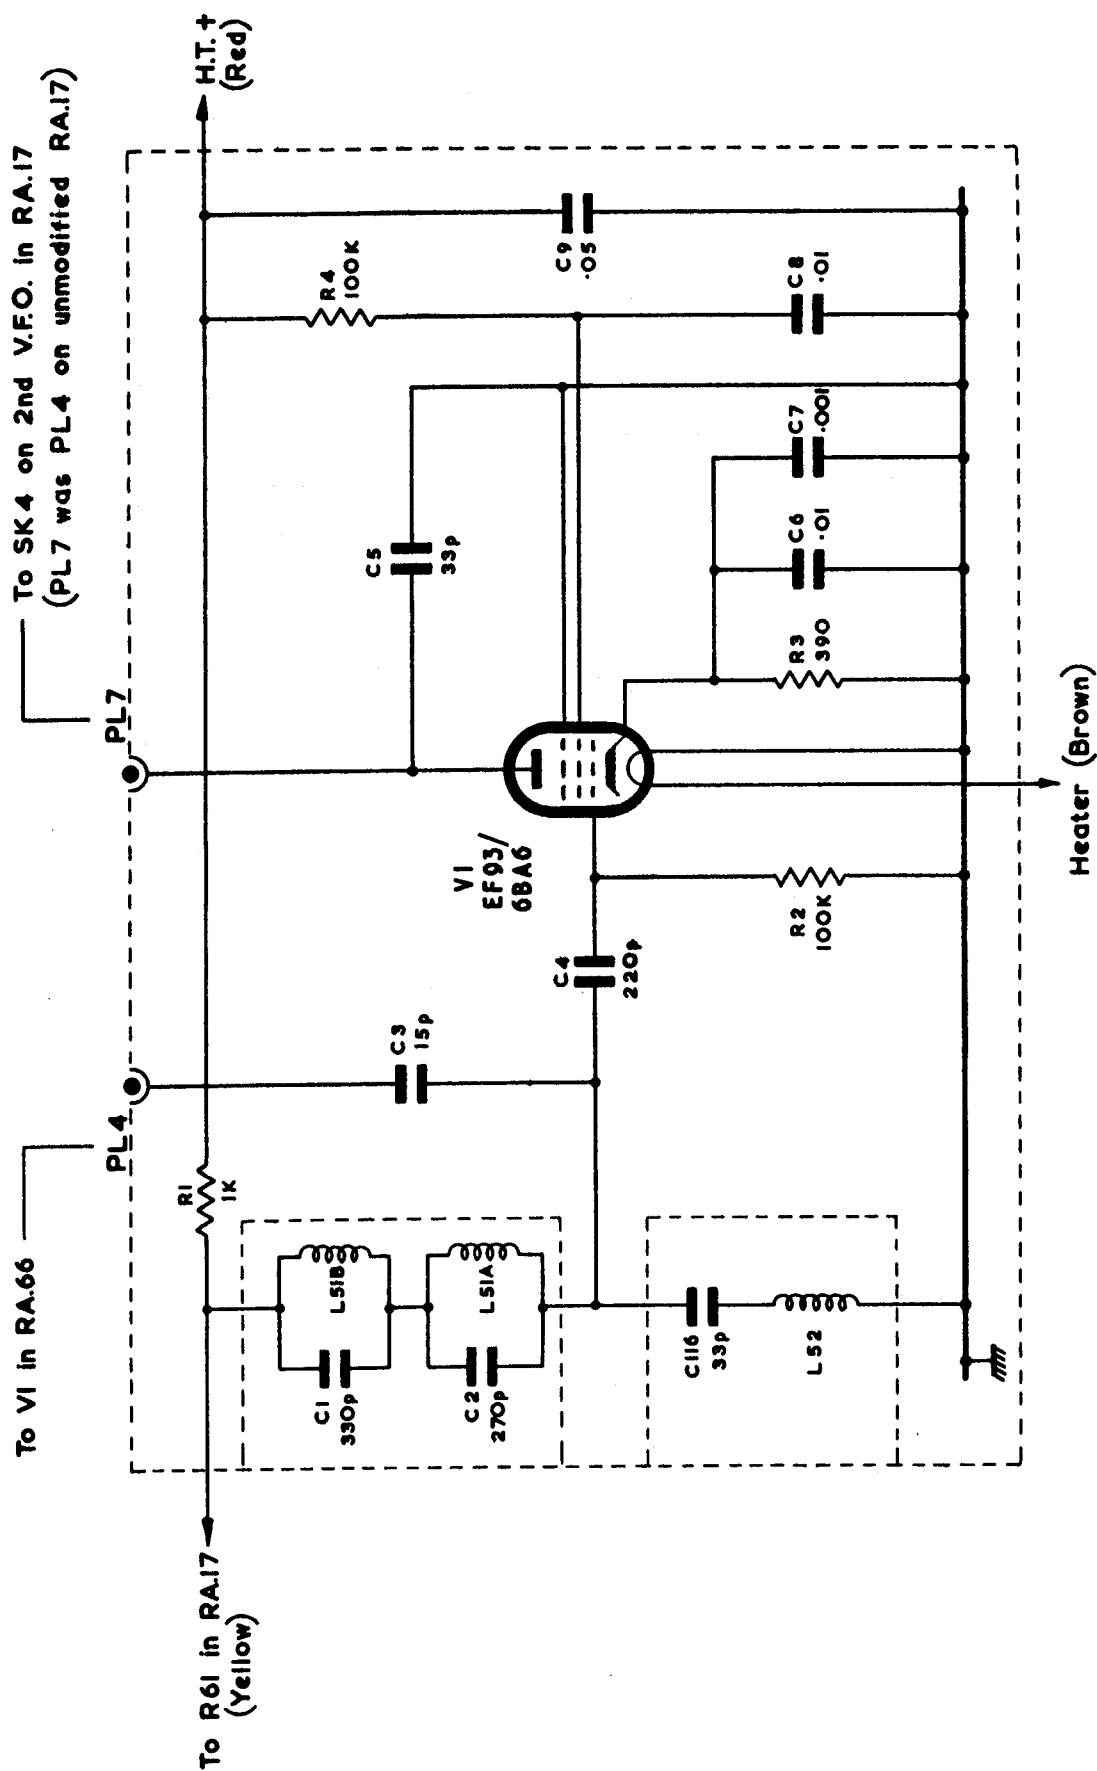 To V1 in RA.66
To SK4 on 2nd V.F.O. in RA.17
(PL7 was PL4 on unmodified RA.17)
PL4
PL7
To R61 in RA.17
(Yellow)
H.T.+
(Red)
R1
1K
L51B
C1
330p
L51A
C2
270p
C3
15p
C5
33p
R4
100K
V1
EF93/
6BA6
C4
220p
C9
.05
C116
33p
L52
R2
100K
R3
390
C6
.01
C7
.001
C8
.01
Heater (Brown)